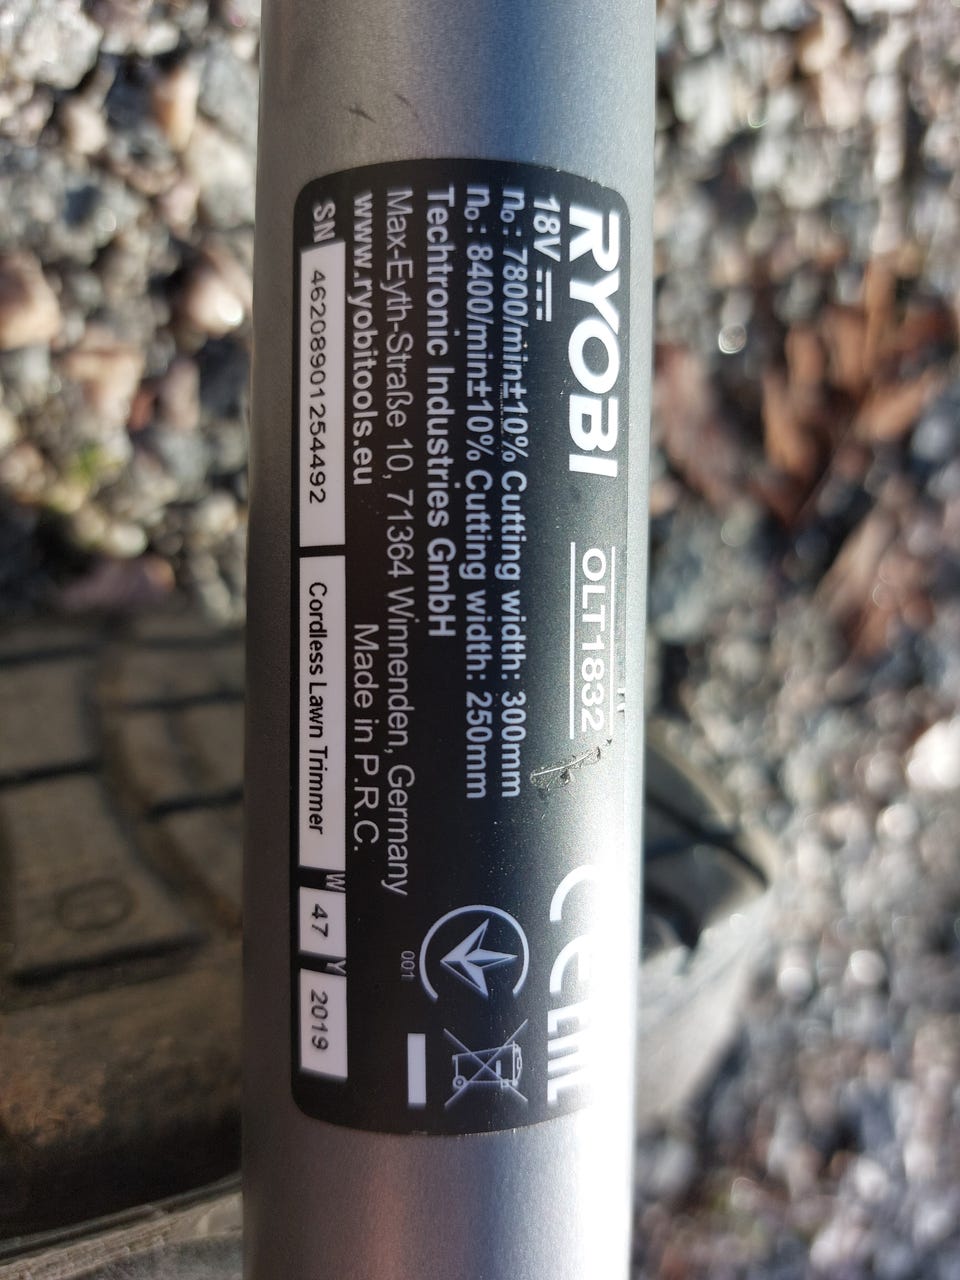 RYOBI OLT1832
18V
n₀: 7800/min±10% Cutting width: 300mm
n₀: 8400/min±10% Cutting width: 250mm
Techtronic Industries GmbH
Max-Eyth-Straße 10, 71364 Winnenden, Germany
www.ryobitools.eu Made in P.R.C.
001
SN 46208901254492 Cordless Lawn Trimmer W 47 Y 2019
CE EAC